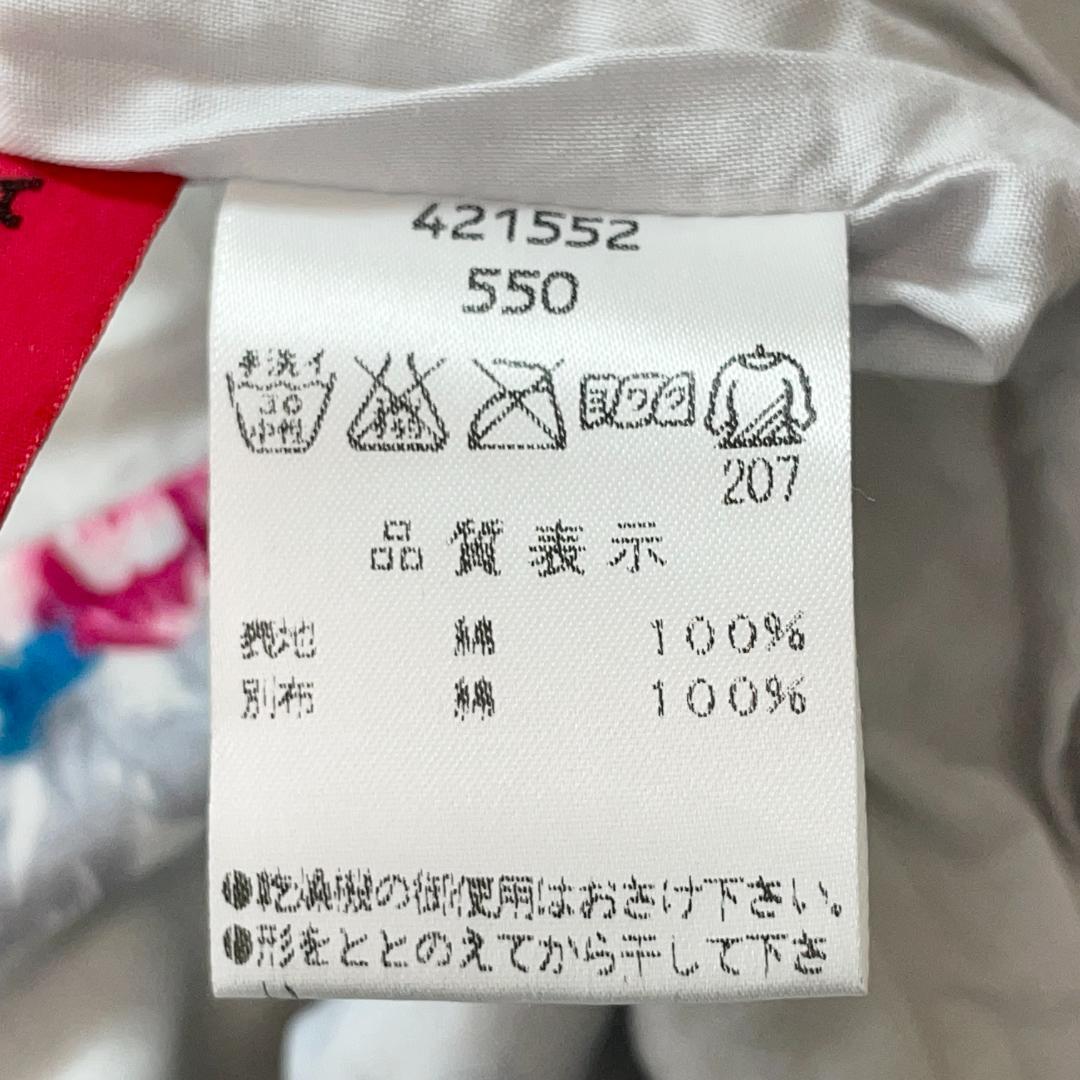 421552
550
手洗イ
30
中性
エンソ
サラシ
ドライ
207
品質表示
表地 綿 100%
別布 綿 100%
●乾燥機の御使用はおさけ下さい。
●形をととのえてから干して下さ